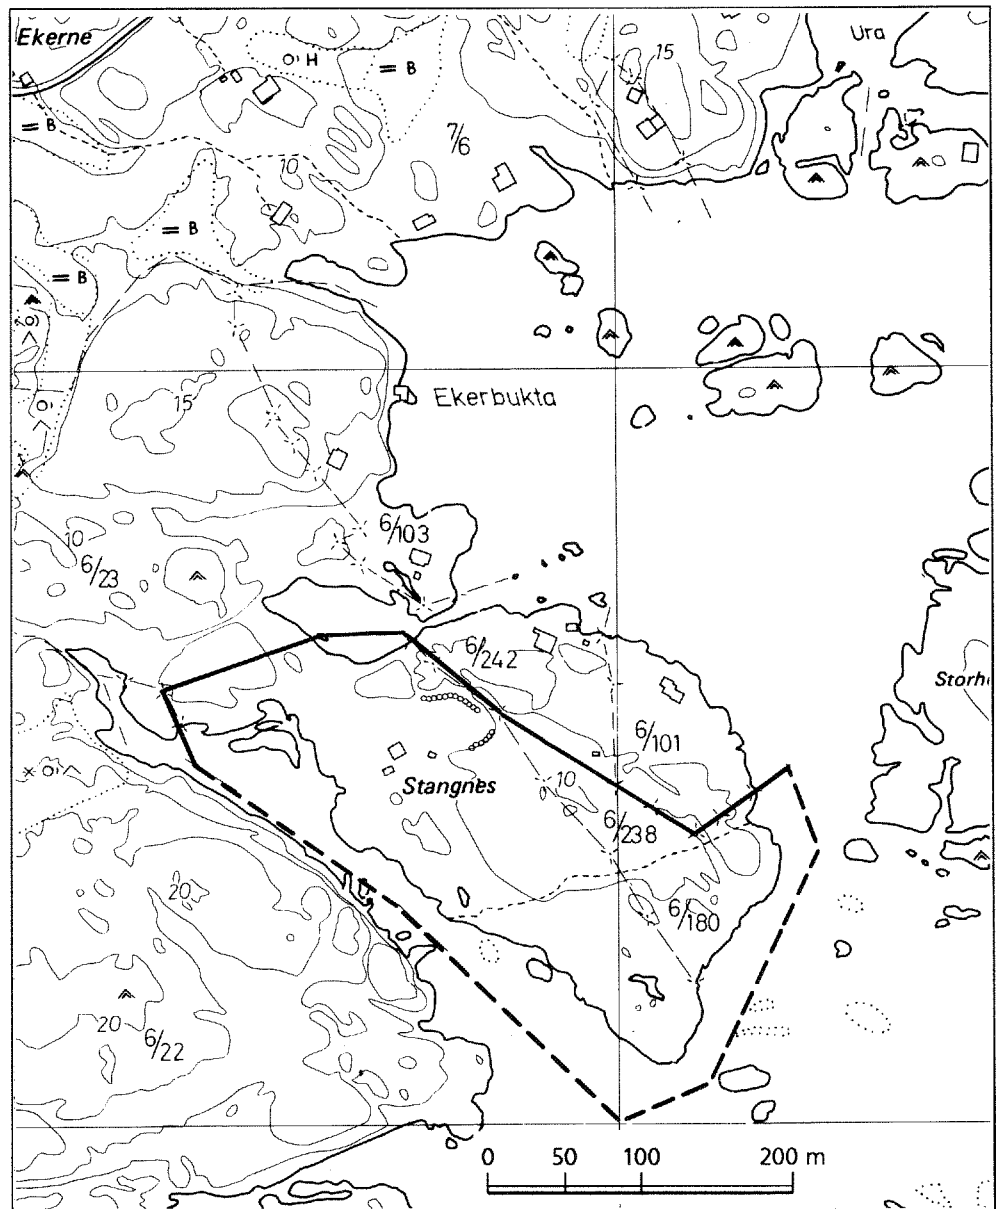 Ekerne
Ura
15
O H
= B
= B
7/6
10
= B
= B
15
Ekerbukta
6/103
10
6/23
6/242
Storh
6/101
Stangnes
10
6/238
20
6/180
20
6/22
0 50 100 200 m